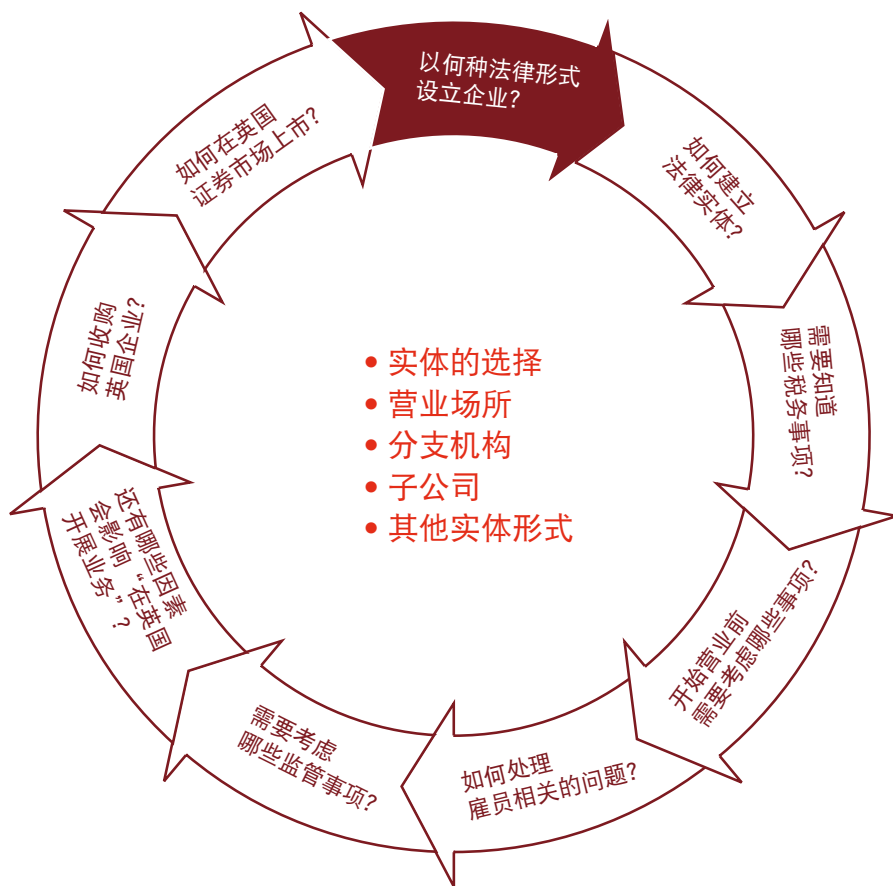 以何种法律形式
设立企业？
如何建立
法律实体？
需要知道
哪些税务事项？
开始营业前
需要考虑哪些事项？
如何处理
雇员相关的问题？
需要考虑
哪些监管事项？
还有哪些因素
会影响“在英国
开展业务”？
如何收购
英国企业？
如何在英国
证券市场上市？
• 实体的选择
• 营业场所
• 分支机构
• 子公司
• 其他实体形式